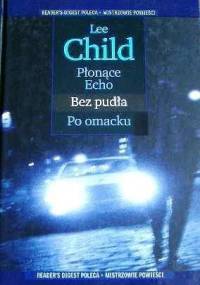 READER'S DIGEST POLECA • MISTRZOWIE POWIEŚCI
Lee
Child
Płonące
Echo
Bez pudła
Po omacku
READER'S DIGEST POLECA • MISTRZOWIE POWIEŚCI